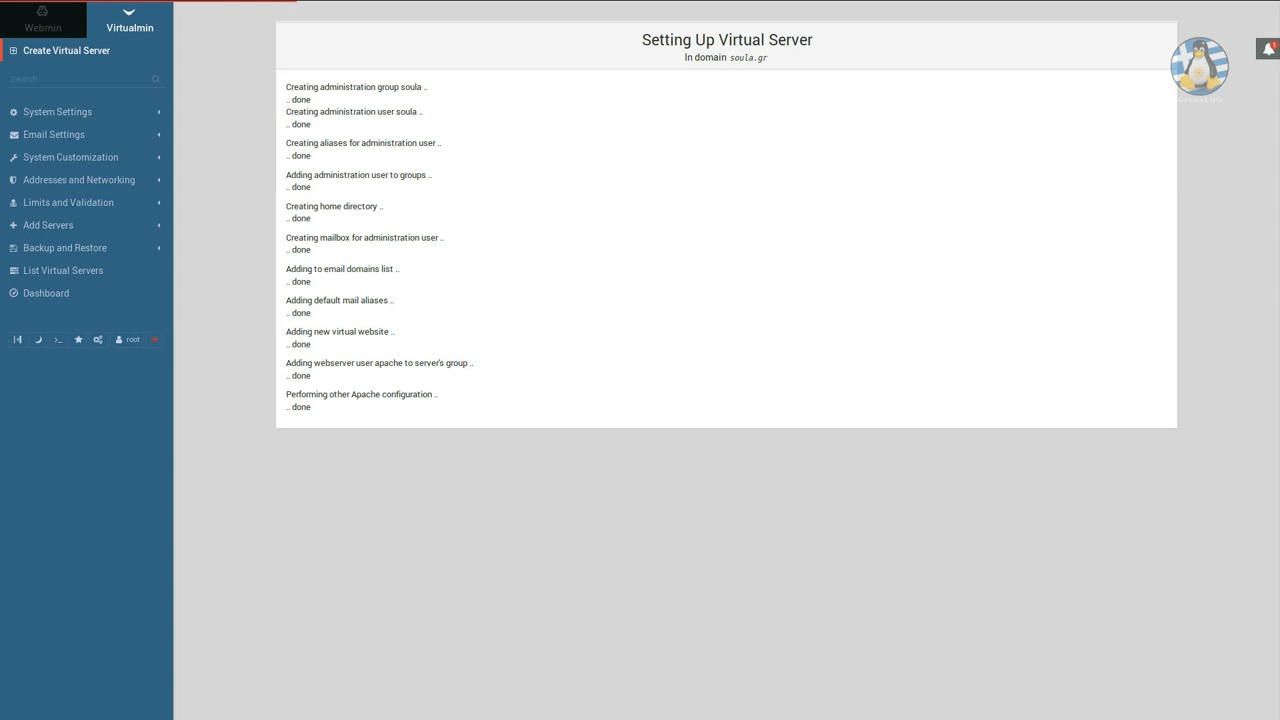 Webmin
Virtualmin
Create Virtual Server
Search
System Settings
Email Settings
System Customization
Addresses and Networking
Limits and Validation
Add Servers
Backup and Restore
List Virtual Servers
Dashboard
root
Setting Up Virtual Server
In domain soula.gr
Creating administration group soula ..
.. done
Creating administration user soula ..
.. done
Creating aliases for administration user ..
.. done
Adding administration user to groups ..
.. done
Creating home directory ..
.. done
Creating mailbox for administration user ..
.. done
Adding to email domains list ..
.. done
Adding default mail aliases ..
.. done
Adding new virtual website ..
.. done
Adding webserver user apache to server's group ..
.. done
Performing other Apache configuration ..
.. done
GreekLUG
1